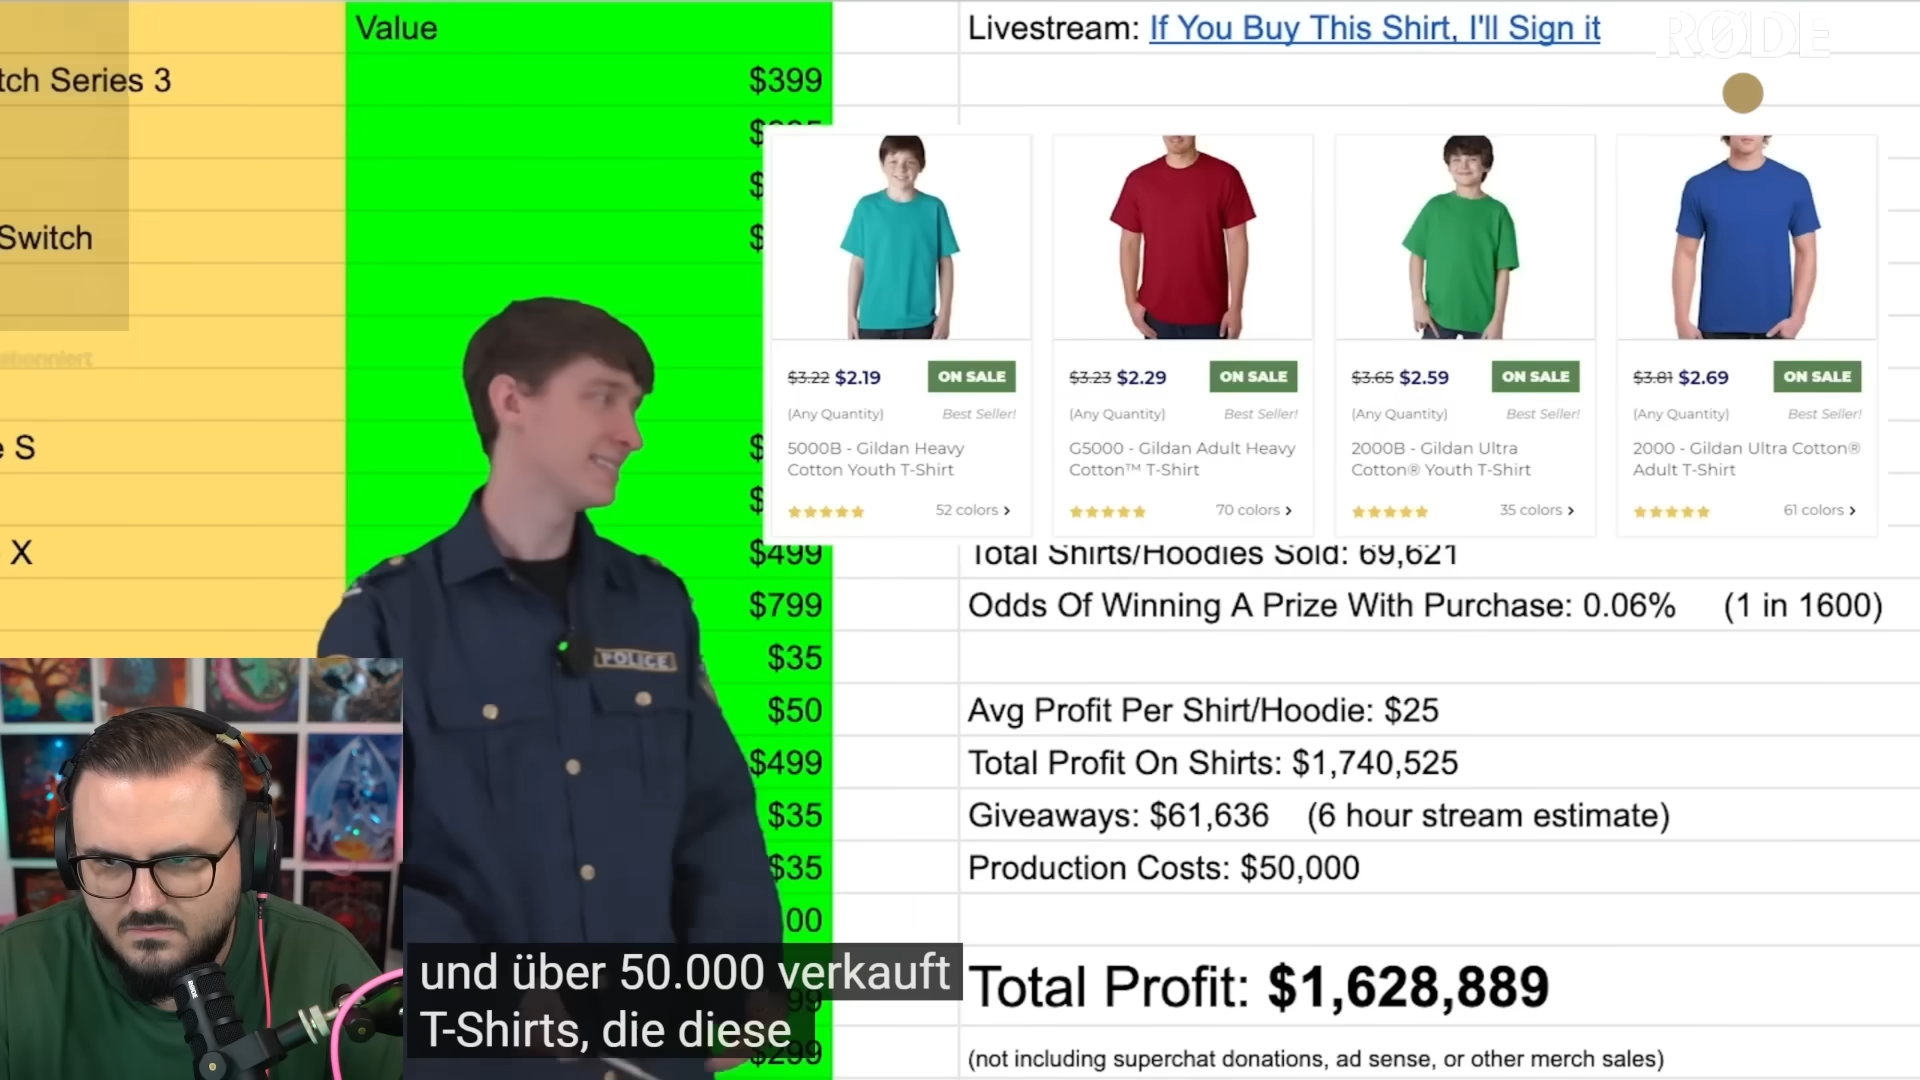 Value
Livestream: If You Buy This Shirt, I'll Sign it
RØDE
tch Series 3
$399
Switch
abonniert
e S
X
$3.22 $2.19 ON SALE
(Any Quantity) Best Seller!
5000B - Gildan Heavy
Cotton Youth T-Shirt
52 colors >
$3.23 $2.29 ON SALE
(Any Quantity) Best Seller!
G5000 - Gildan Adult Heavy
Cotton™ T-Shirt
70 colors >
$3.65 $2.59 ON SALE
(Any Quantity) Best Seller!
2000B - Gildan Ultra
Cotton® Youth T-Shirt
35 colors >
$3.81 $2.69 ON SALE
(Any Quantity) Best Seller!
2000 - Gildan Ultra Cotton®
Adult T-Shirt
61 colors >
$499
Total Shirts/Hoodies Sold: 69,621
$799
Odds Of Winning A Prize With Purchase: 0.06% (1 in 1600)
$35
POLICE
$50
Avg Profit Per Shirt/Hoodie: $25
$499
Total Profit On Shirts: $1,740,525
$35
Giveaways: $61,636 (6 hour stream estimate)
$35
Production Costs: $50,000
00
Total Profit: $1,628,889
$299
(not including superchat donations, ad sense, or other merch sales)
und über 50.000 verkauft
T-Shirts, die diese